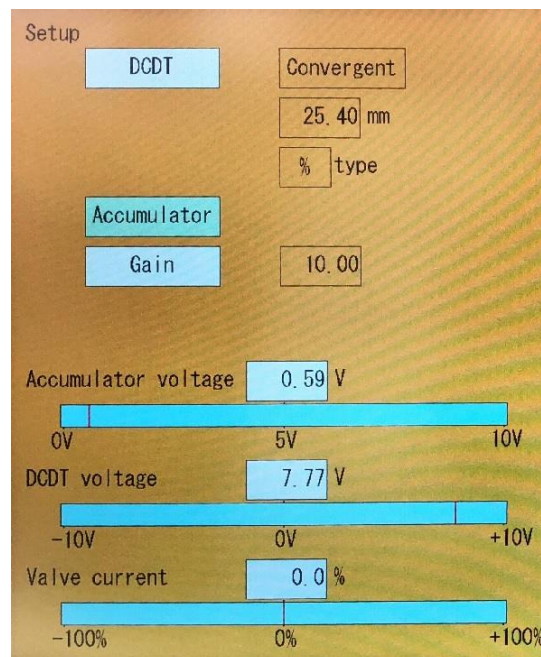 Setup
DCDT Convergent
25.40 mm
% type
Accumulator
Gain 10.00
Accumulator voltage 0.59 V
0V 5V 10V
DCDT voltage 7.77 V
-10V 0V +10V
Valve current 0.0 %
-100% 0% +100%